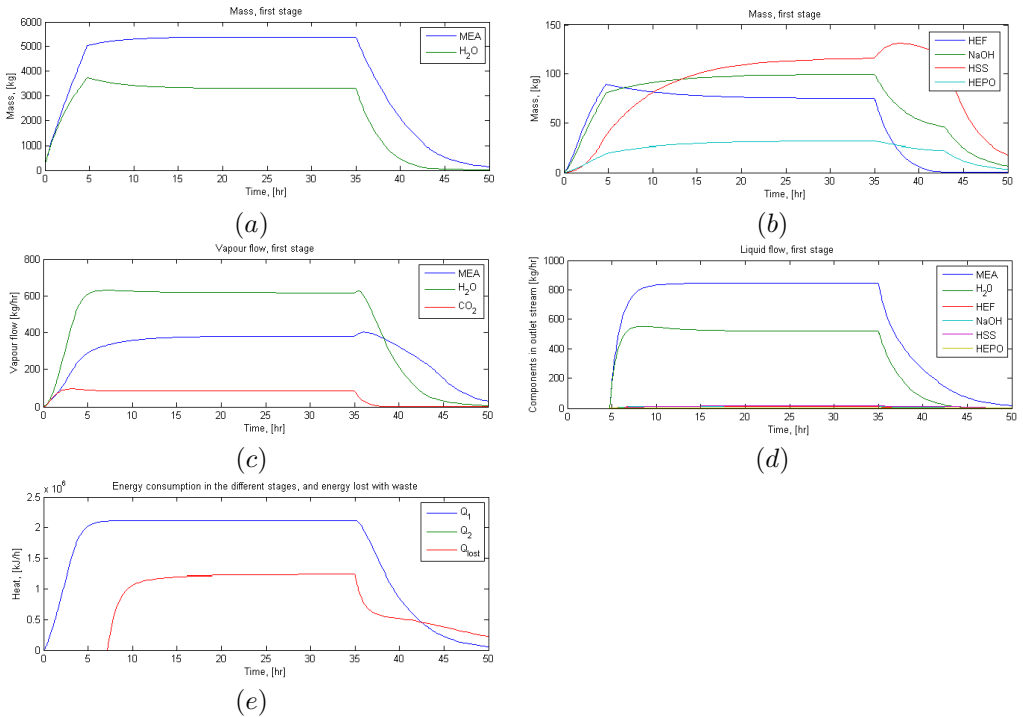 Mass, first stage
6000
5000
4000
3000
2000
1000
0
Mass, [kg]
MEA
H2O
0 5 10 15 20 25 30 35 40 45 50
Time, [hr]
(a)
Mass, first stage
150
100
50
0
Mass, [kg]
HEF
NaOH
HSS
HEPO
0 5 10 15 20 25 30 35 40 45 50
Time, [hr]
(b)
Vapour flow, first stage
800
600
400
200
0
Vapour flow [kg/hr]
MEA
H2O
CO2
0 5 10 15 20 25 30 35 40 45 50
Time, [hr]
(c)
Liquid flow, first stage
1000
800
600
400
200
0
Components in outlet stream [kg/hr]
MEA
H20
HEF
NaOH
HSS
HEPO
0 5 10 15 20 25 30 35 40 45 50
Time, [hr]
(d)
Energy consumption in the different stages, and energy lost with waste
x 10^6
2.5
2
1.5
1
0.5
0
Heat, [kJ/h]
Q1
Q2
Qlost
0 5 10 15 20 25 30 35 40 45 50
Time, [hr]
(e)